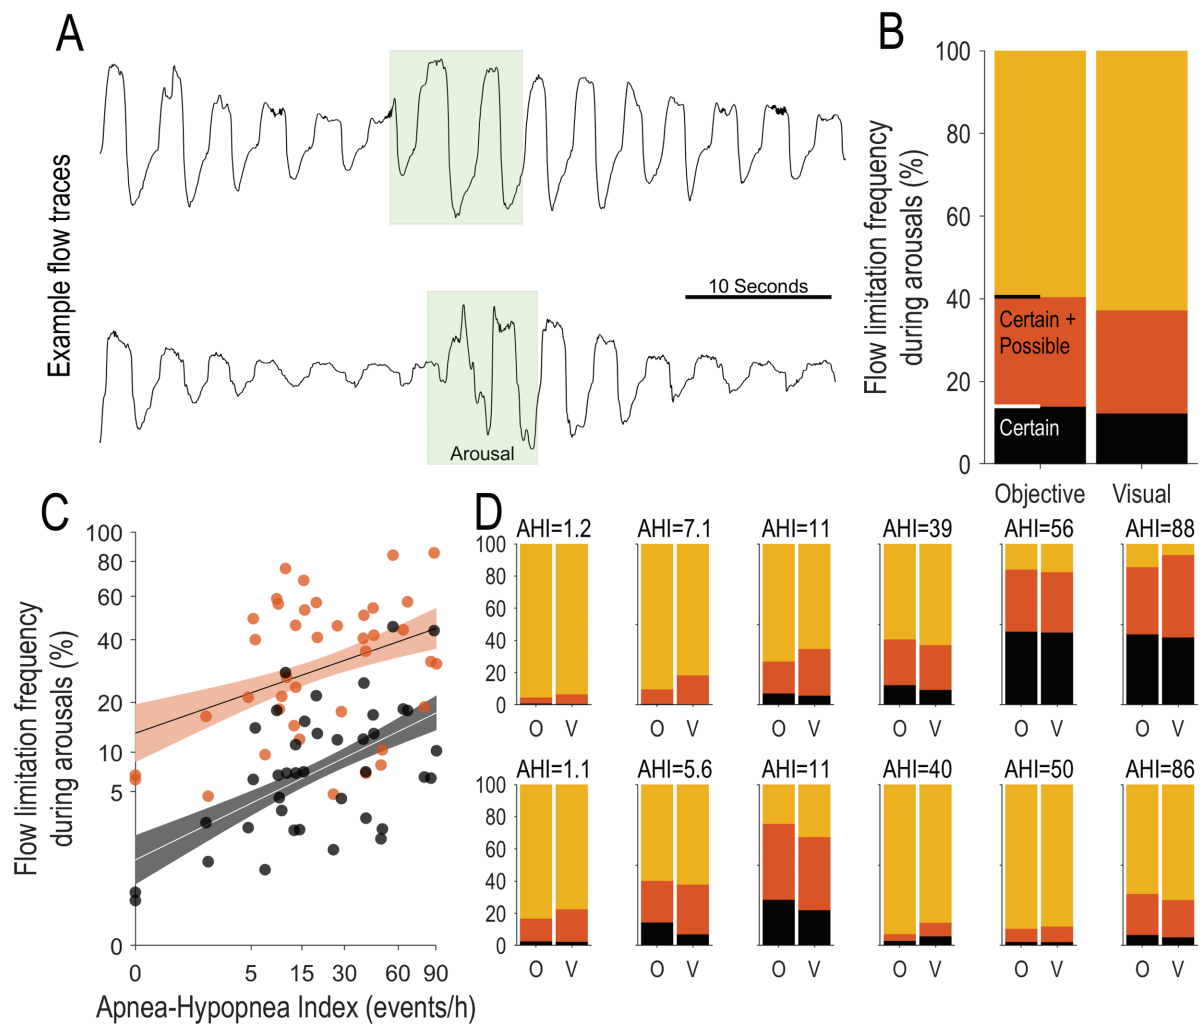 A
Example flow traces
10 Seconds
Arousal
B
Flow limitation frequency
during arousals (%)
100
80
60
40
20
0
Certain +
Possible
Certain
Objective
Visual
C
Flow limitation frequency
during arousals (%)
100
80
60
40
20
10
5
0
0 5 15 30 60 90
Apnea-Hypopnea Index (events/h)
D
AHI=1.2 AHI=7.1 AHI=11 AHI=39 AHI=56 AHI=88
100
80
60
40
20
0
O V O V O V O V O V O V
AHI=1.1 AHI=5.6 AHI=11 AHI=40 AHI=50 AHI=86
100
80
60
40
20
0
O V O V O V O V O V O V